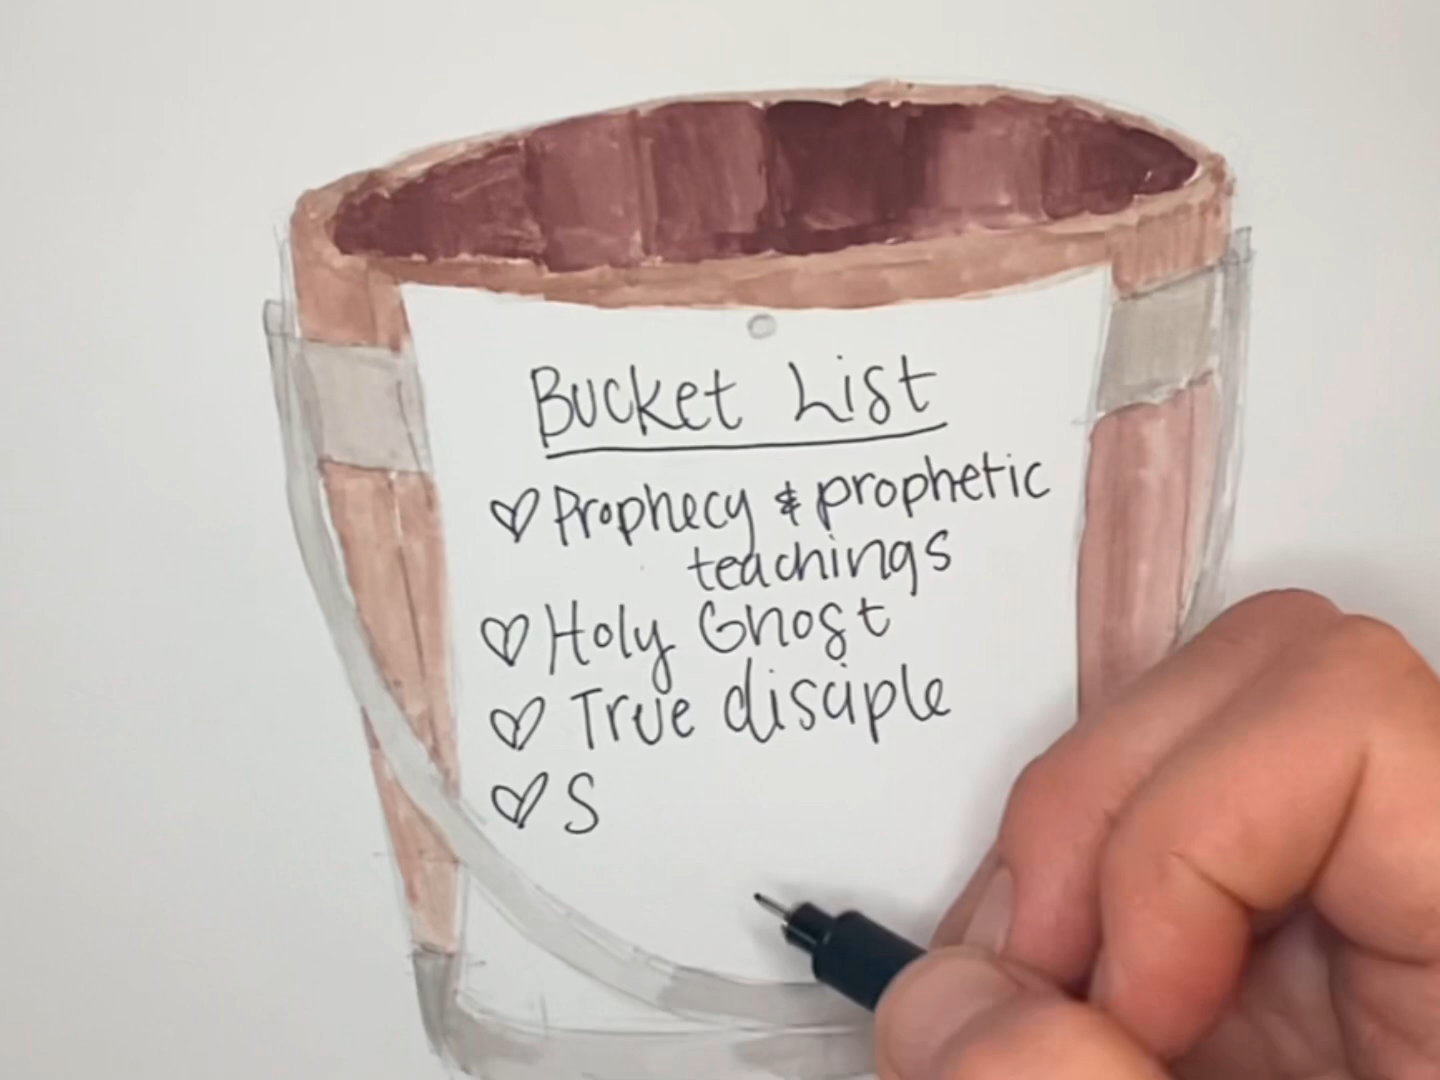 Bucket List
Prophecy & prophetic
teachings
Holy Ghost
True disciple
S